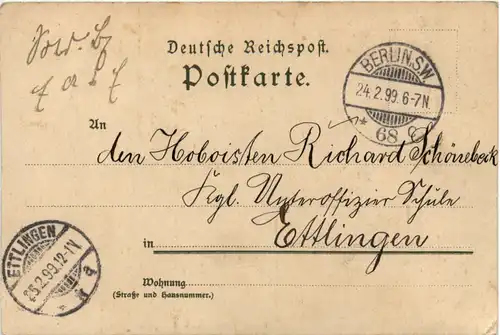 Deutsche Reichspost.
Postkarte.
BERLIN.S.W.
24.2.99.6-7N.
* 68
An
den Hoboisten Richard Schönebeck
Kgl. Unteroffizier Schule
in Ettlingen
ETTLINGEN
25.2.99.12-1N.
Wohnung
(Straße und Hausnummer.)